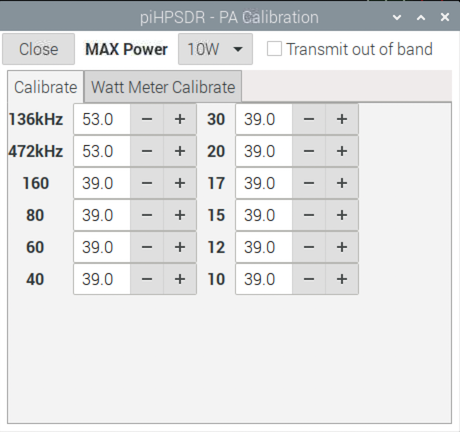 piHPSDR - PA Calibration
Close MAX Power 10W Transmit out of band
Calibrate Watt Meter Calibrate
136kHz 53.0 − + 30 39.0 − +
472kHz 53.0 − + 20 39.0 − +
160 39.0 − + 17 39.0 − +
80 39.0 − + 15 39.0 − +
60 39.0 − + 12 39.0 − +
40 39.0 − + 10 39.0 − +